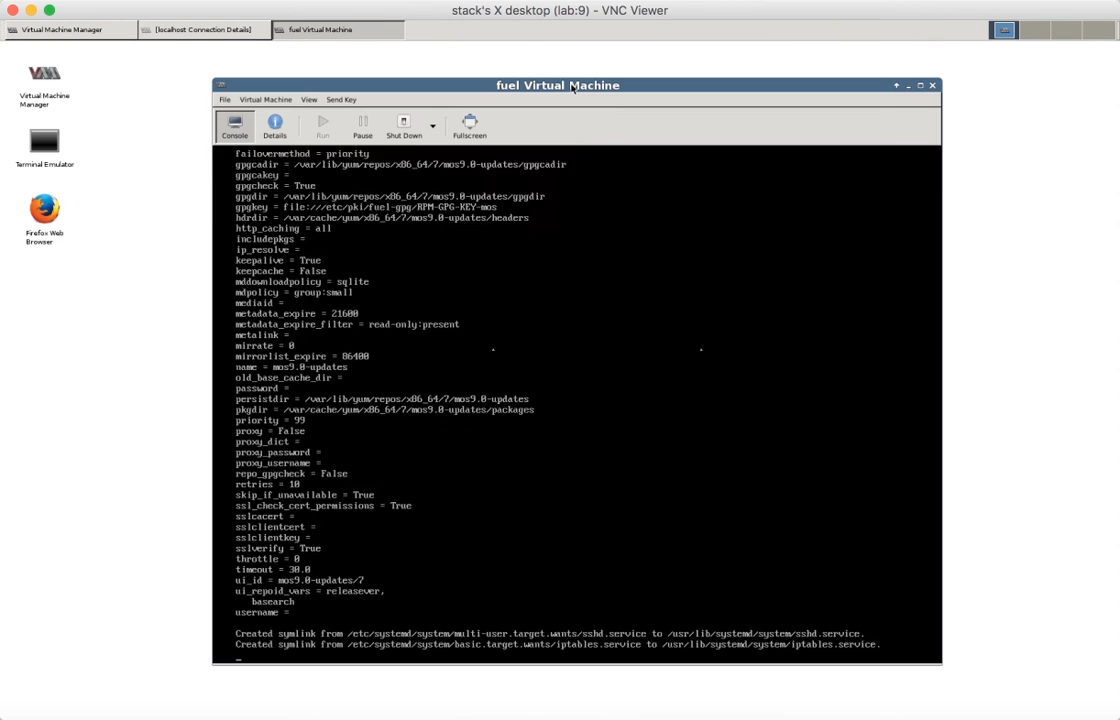 stack's X desktop (lab:9) - VNC Viewer
Virtual Machine Manager
[localhost Connection Details]
fuel Virtual Machine
Virtual Machine
Manager
Terminal Emulator
Firefox Web
Browser
fuel Virtual Machine
File Virtual Machine View Send Key
Console Details Run Pause Shut Down Fullscreen
failovermethod = priority
gpgcadir = /var/lib/yum/repos/x86_64/7/mos9.0-updates/gpgcadir
gpgcakey =
gpgcheck = True
gpgdir = /var/lib/yum/repos/x86_64/7/mos9.0-updates/gpgdir
gpgkey = file:///etc/pki/fuel-gpg/RPM-GPG-KEY-mos
hdrdir = /var/cache/yum/x86_64/7/mos9.0-updates/headers
http_caching = all
includepkgs =
ip_resolve =
keepalive = True
keepcache = False
mddownloadpolicy = sqlite
mdpolicy = group:small
mediaid =
metadata_expire = 21600
metadata_expire_filter = read-only:present
metalink =
mirrate = 0
mirrorlist_expire = 86400
name = mos9.0-updates
old_base_cache_dir =
password =
persistdir = /var/lib/yum/repos/x86_64/7/mos9.0-updates
pkgdir = /var/cache/yum/x86_64/7/mos9.0-updates/packages
priority = 99
proxy = False
proxy_dict =
proxy_password =
proxy_username =
repo_gpgcheck = False
retries = 10
skip_if_unavailable = True
ssl_check_cert_permissions = True
sslcacert =
sslclientcert =
sslclientkey =
sslverify = True
throttle = 0
timeout = 30.0
ui_id = mos9.0-updates/7
ui_repoid_vars = releasever,
basearch
username =
Created symlink from /etc/systemd/system/multi-user.target.wants/sshd.service to /usr/lib/systemd/system/sshd.service.
Created symlink from /etc/systemd/system/basic.target.wants/iptables.service to /usr/lib/systemd/system/iptables.service.